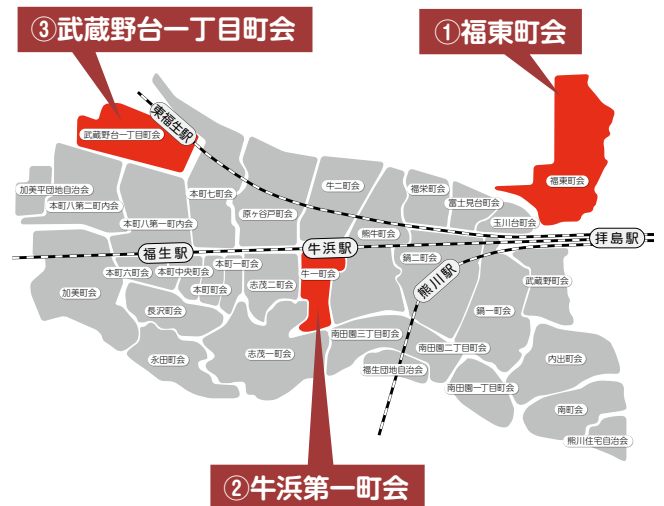 ③武蔵野台一丁目町会
①福東町会
東福生駅
武蔵野台一丁目町会
福東町会
加美平団地自治会
本町八第二町内会
本町七町会
牛二町会
福栄町会
富士見台町会
原ヶ谷戸町会
玉川台町会
本町八第一町内会
熊牛町会
福生駅
牛浜駅
拝島駅
鍋二町会
本町六町会
本町中央町会
本町一町会
牛一町会
熊川駅
武蔵野町会
加美町会
本町町会
志茂二町会
長沢町会
鍋一町会
南田園三丁目町会
永田町会
志茂一町会
南田園二丁目町会
内出町会
福生団地自治会
南田園一丁目町会
南町会
熊川住宅自治会
②牛浜第一町会